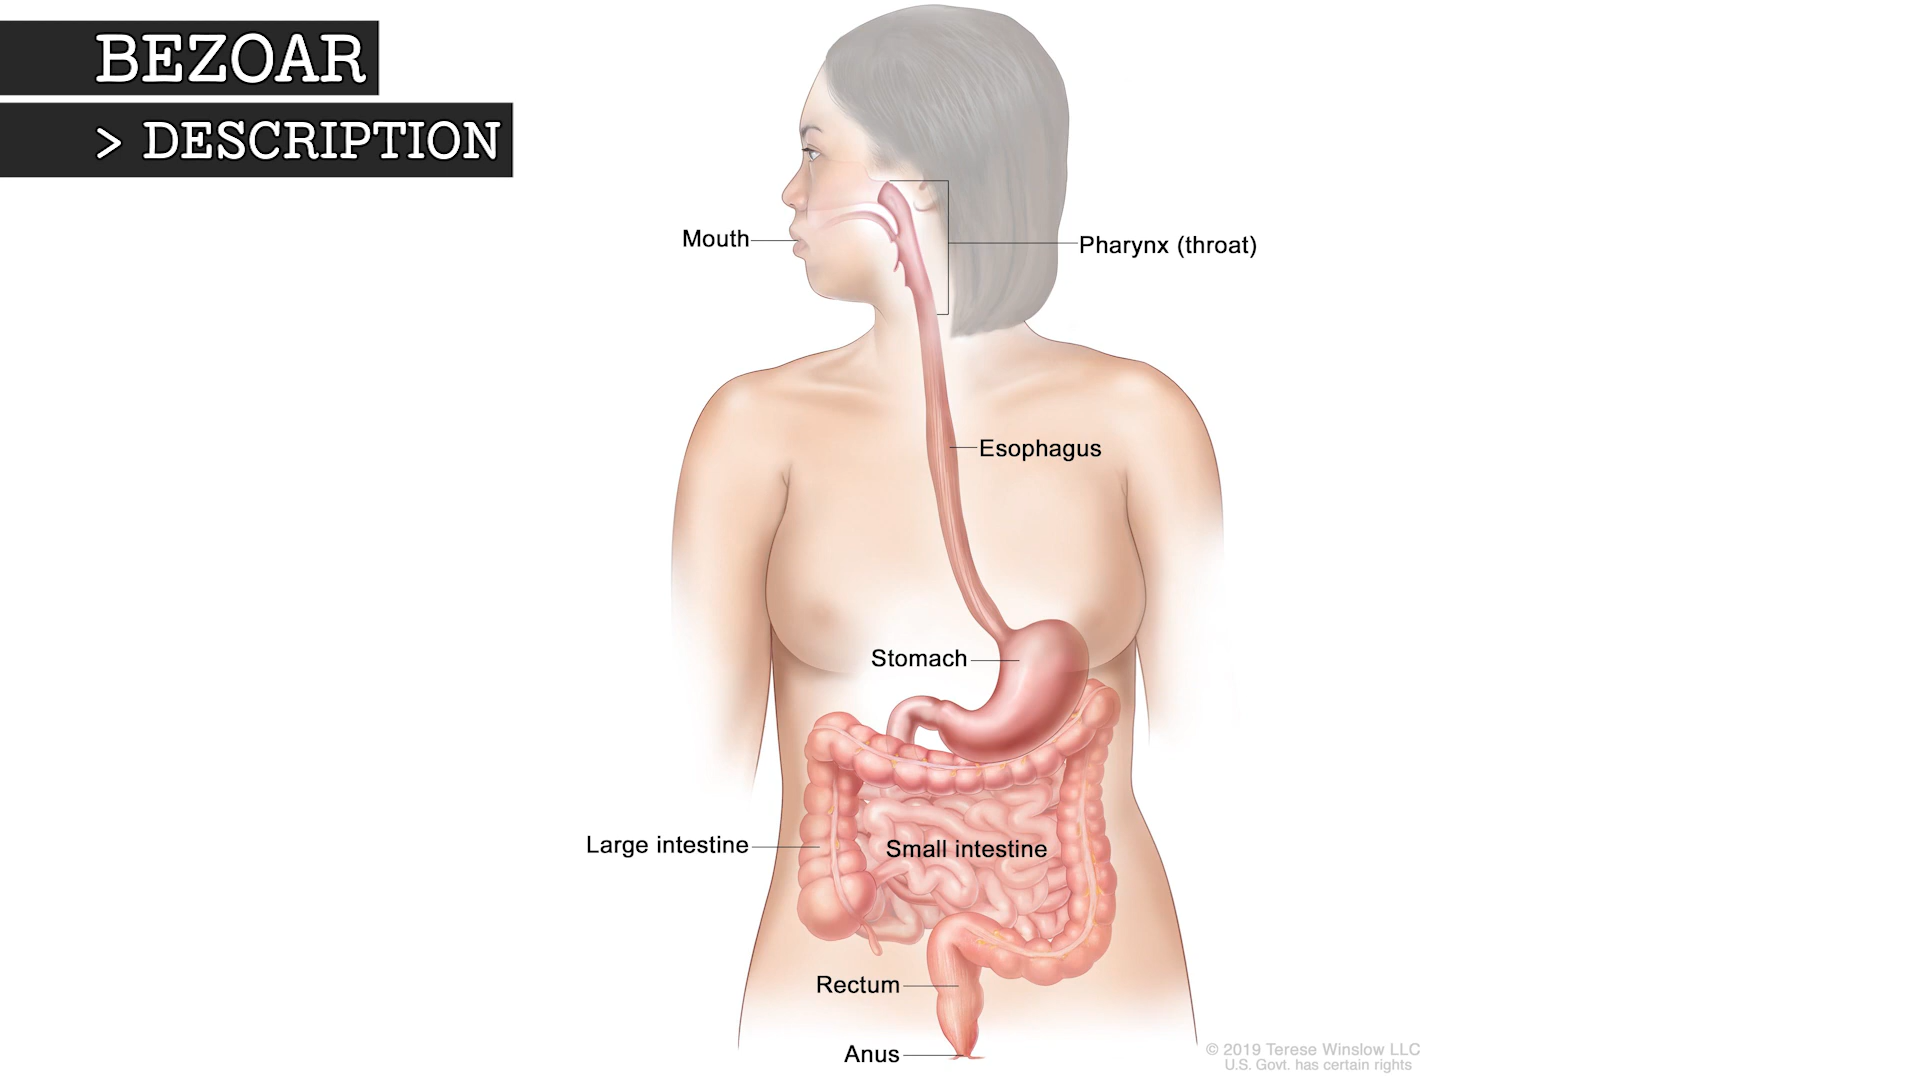 BEZOAR
> DESCRIPTION
Mouth
Pharynx (throat)
Esophagus
Stomach
Large intestine
Small intestine
Rectum
Anus
© 2019 Terese Winslow LLC
U.S. Govt. has certain rights